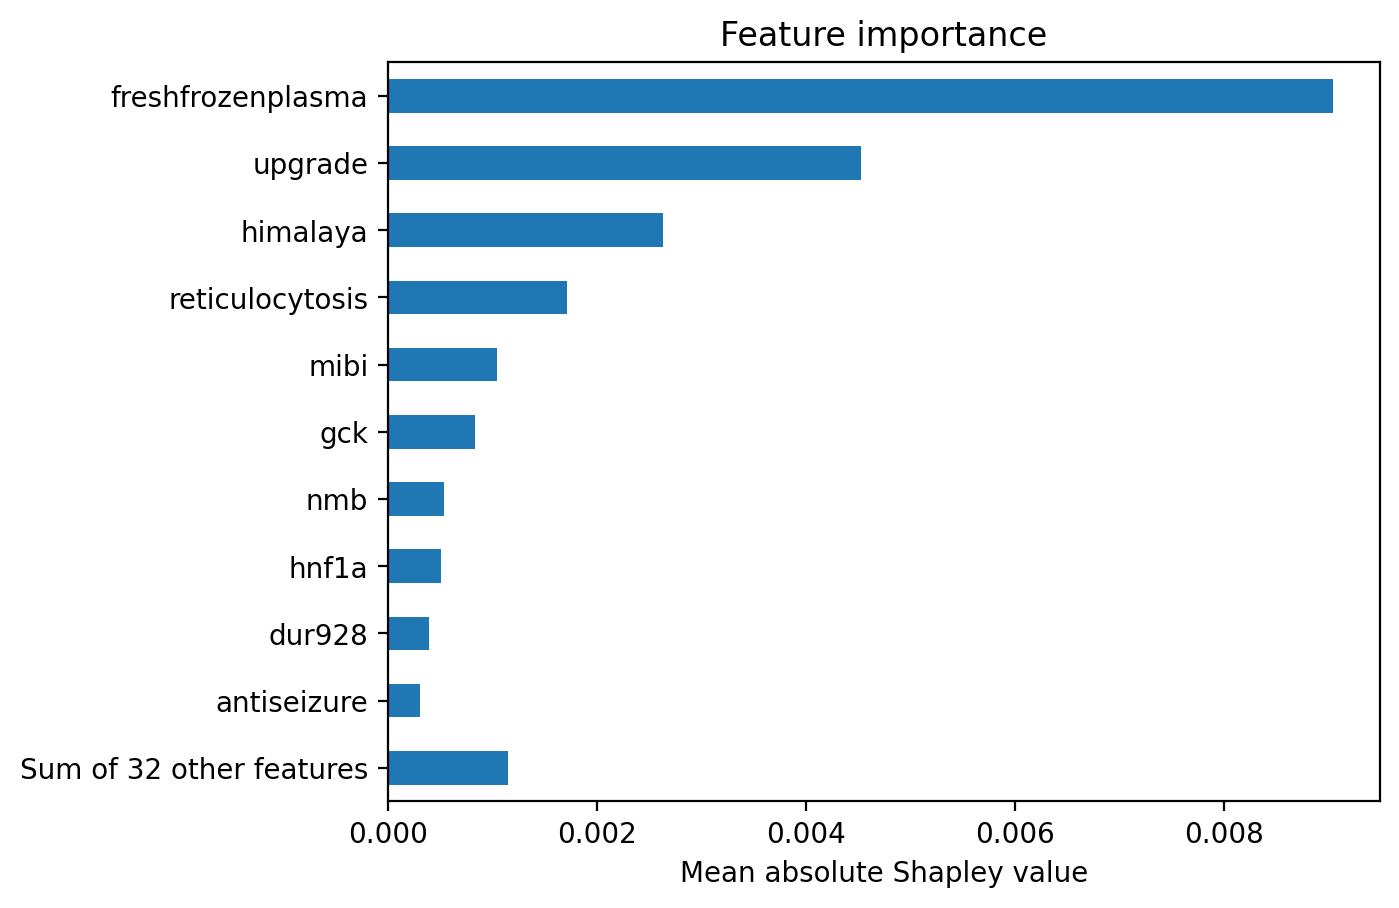 Feature importance
freshfrozenplasma
upgrade
himalaya
reticulocytosis
mibi
gck
nmb
hnf1a
dur928
antiseizure
Sum of 32 other features
0.000 0.002 0.004 0.006 0.008
Mean absolute Shapley value